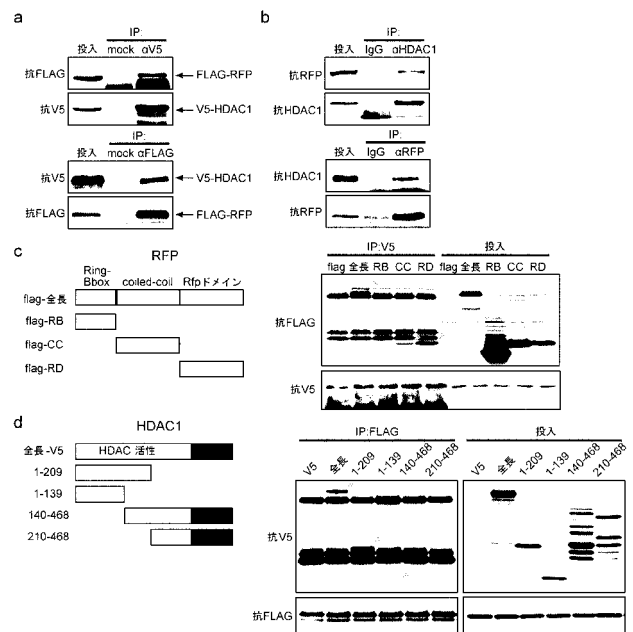 a
IP:
投入 mock αV5
抗FLAG
FLAG-RFP
抗V5
V5-HDAC1
IP:
投入 mock αFLAG
抗V5
V5-HDAC1
抗FLAG
FLAG-RFP
b
IP:
投入 IgG αHDAC1
抗RFP
抗HDAC1
IP:
投入 IgG αRFP
抗HDAC1
抗RFP
c
RFP
Ring-
Bbox coiled-coil Rfpドメイン
flag-全長
flag-RB
flag-CC
flag-RD
IP:V5 投入
flag 全長 RB CC RD flag 全長 RB CC RD
抗FLAG
抗V5
d
HDAC1
全長-V5 HDAC 活性
1-209
1-139
140-468
210-468
IP:FLAG 投入
V5 全長 1-209 1-139 140-468 210-468 V5 全長 1-209 1-139 140-468 210-468
抗V5
抗FLAG